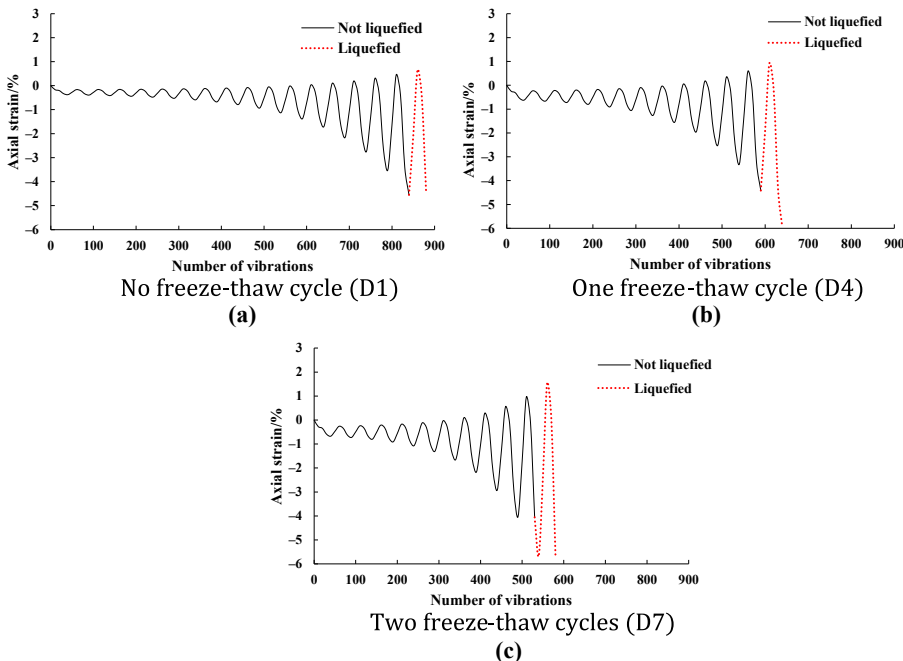 3
2
1
0
–1
–2
–3
–4
–5
–6
Axial strain/%
Not liquefied
Liquefied
0 100 200 300 400 500 600 700 800 900
Number of vibrations
No freeze-thaw cycle (D1)
(a)
3
2
1
0
–1
–2
–3
–4
–5
–6
Axial strain/%
Not liquefied
Liquefied
0 100 200 300 400 500 600 700 800 900
Number of vibrations
One freeze-thaw cycle (D4)
(b)
3
2
1
0
–1
–2
–3
–4
–5
–6
Axial strain/%
Not liquefied
Liquefied
0 100 200 300 400 500 600 700 800 900
Number of vibrations
Two freeze-thaw cycles (D7)
(c)